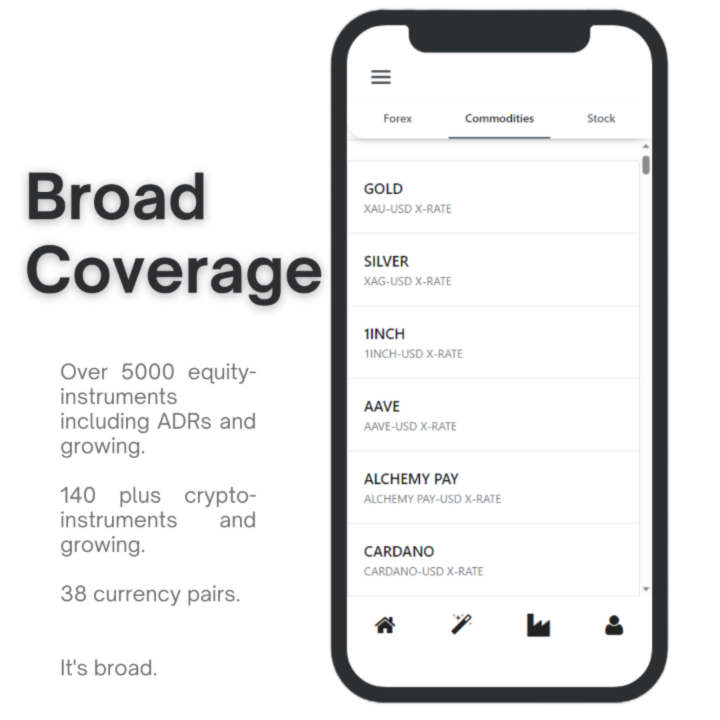 Broad
Coverage
Over 5000 equity-
instruments
including ADRs and
growing.
140 plus crypto-
instruments and
growing.
38 currency pairs.
It's broad.
Forex Commodities Stock
GOLD
XAU-USD X-RATE
SILVER
XAG-USD X-RATE
1INCH
1INCH-USD X-RATE
AAVE
AAVE-USD X-RATE
ALCHEMY PAY
ALCHEMY PAY-USD X-RATE
CARDANO
CARDANO-USD X-RATE